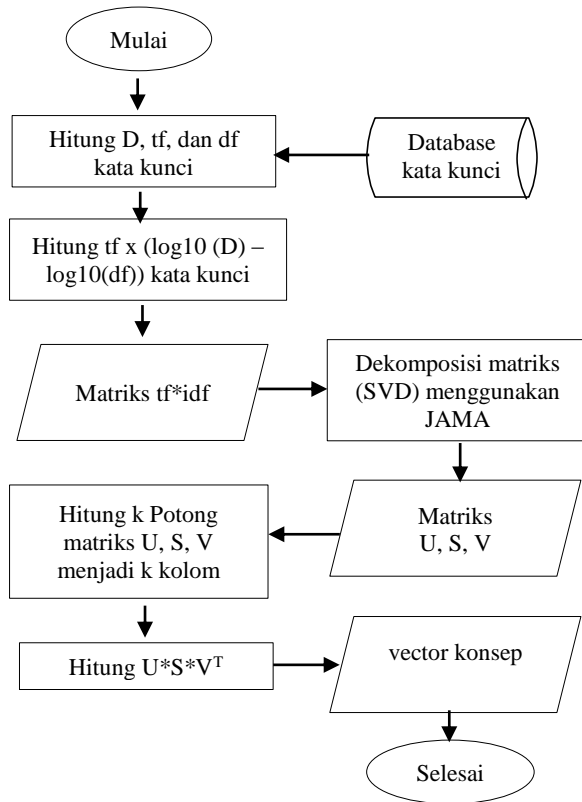 Mulai
Hitung D, tf, dan df
kata kunci
Database
kata kunci
Hitung tf x (log10 (D) –
log10(df)) kata kunci
Matriks tf*idf
Dekomposisi matriks
(SVD) menggunakan
JAMA
Hitung k Potong
matriks U, S, V
menjadi k kolom
Matriks
U, S, V
Hitung U*S*Vᵀ
vector konsep
Selesai